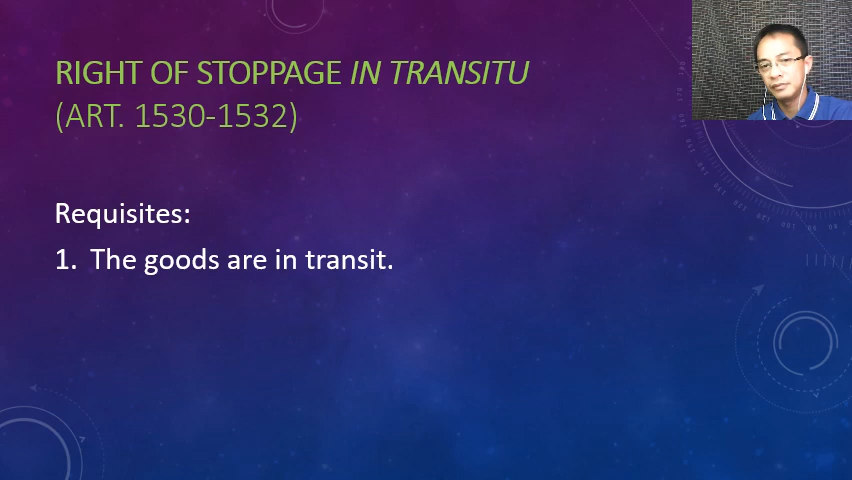 RIGHT OF STOPPAGE IN TRANSITU
(ART. 1530-1532)
Requisites:
1. The goods are in transit.